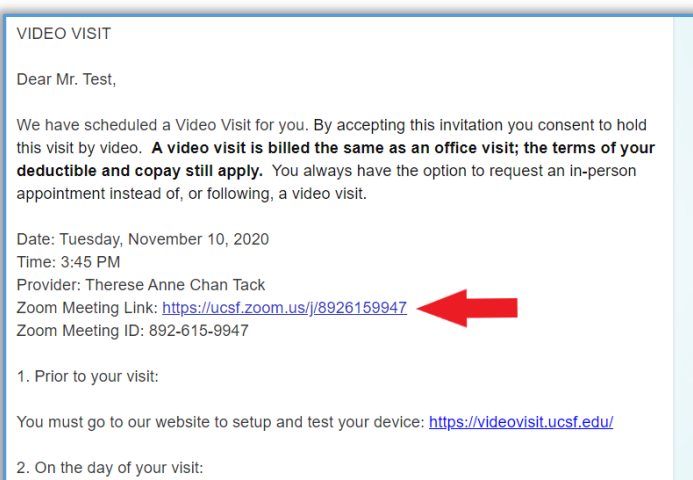 VIDEO VISIT
Dear Mr. Test,
We have scheduled a Video Visit for you. By accepting this invitation you consent to hold
this visit by video.  A video visit is billed the same as an office visit; the terms of your
deductible and copay still apply.  You always have the option to request an in-person
appointment instead of, or following, a video visit.
Date: Tuesday, November 10, 2020
Time: 3:45 PM
Provider: Therese Anne Chan Tack
Zoom Meeting Link: https://ucsf.zoom.us/j/8926159947
Zoom Meeting ID: 892-615-9947
1. Prior to your visit:
You must go to our website to setup and test your device: https://videovisit.ucsf.edu/
2. On the day of your visit: